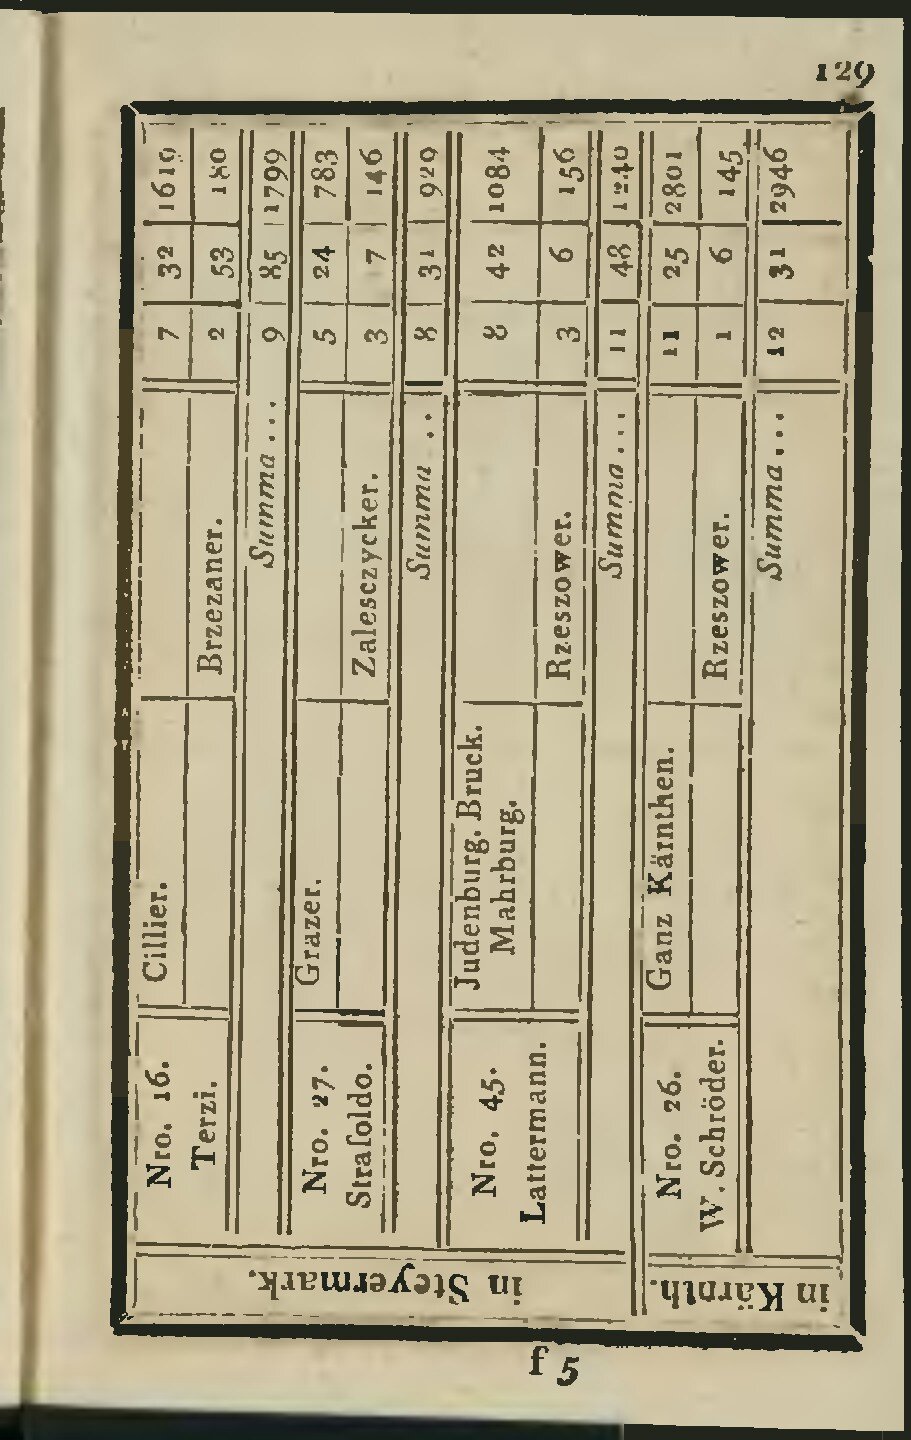 129
in Steyermark.
Nro. 16. Cillier. 7 32 1619
Terzi. Brzezaner. 2 53 180
Summa ... 9 85 1799
Nro. 27. Grazer. 5 24 783
Straſoldo. Zalesczycker. 3 7 146
Summa ... 8 31 929
Nro. 45. Judenburg. Bruck.
Mahrburg. 8 42 1084
Lattermann. Rzeszower. 3 6 156
Summa ... 11 48 1240
in Kärnth.
Nro. 26. Ganz Kärnthen. 11 25 2801
W. Schröder. Rzeszower. 1 6 145
Summa ... 12 31 2946
f 5